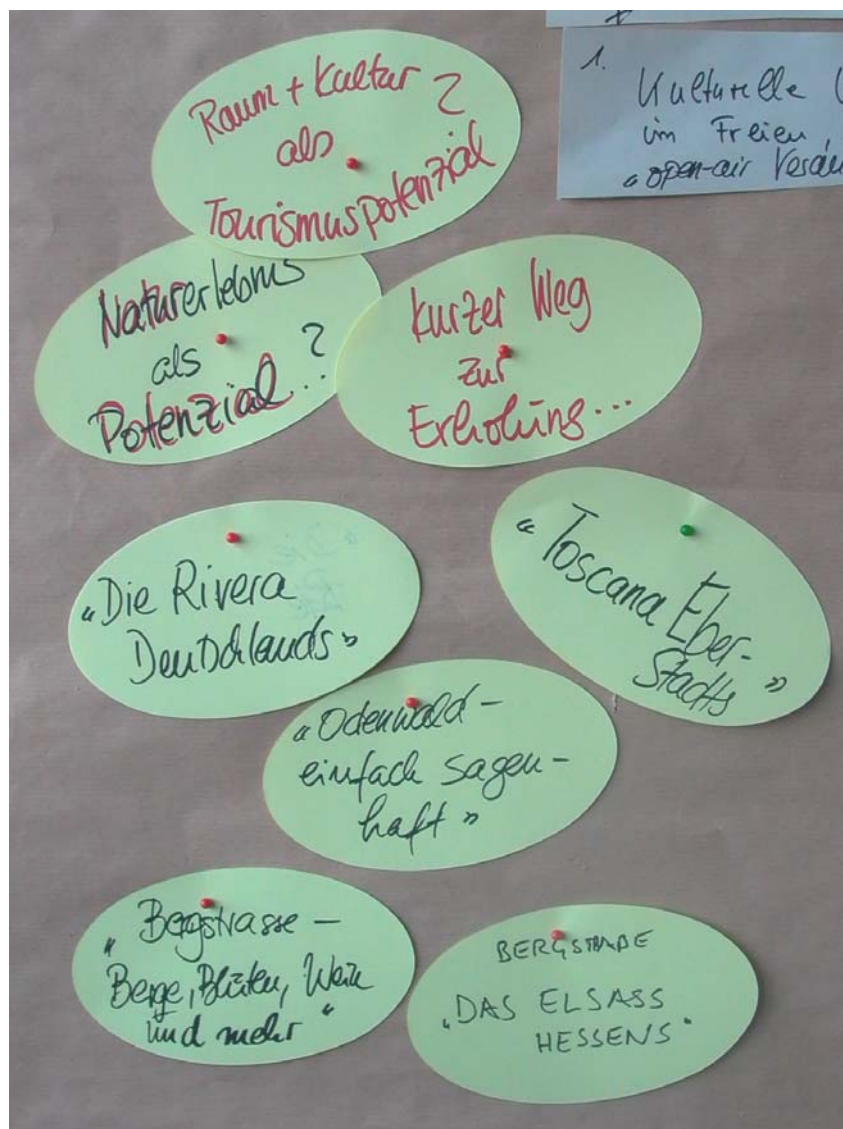 Raum + Kultur
als
Tourismuspotenzial
?
1.
Kulturelle
im Freien
"open-air
Naturerlebnis
als
Potenzial...?
kurzer Weg
zur
Erholung...
"Die Rivera
Deutschlands"
"Toscana Eber-
stadts"
"Odenwald -
einfach sagen-
haft"
"Bergstrasse -
Berge, Blüten, Wein
und mehr"
BERGSTRAßE
"DAS ELSASS
HESSENS"